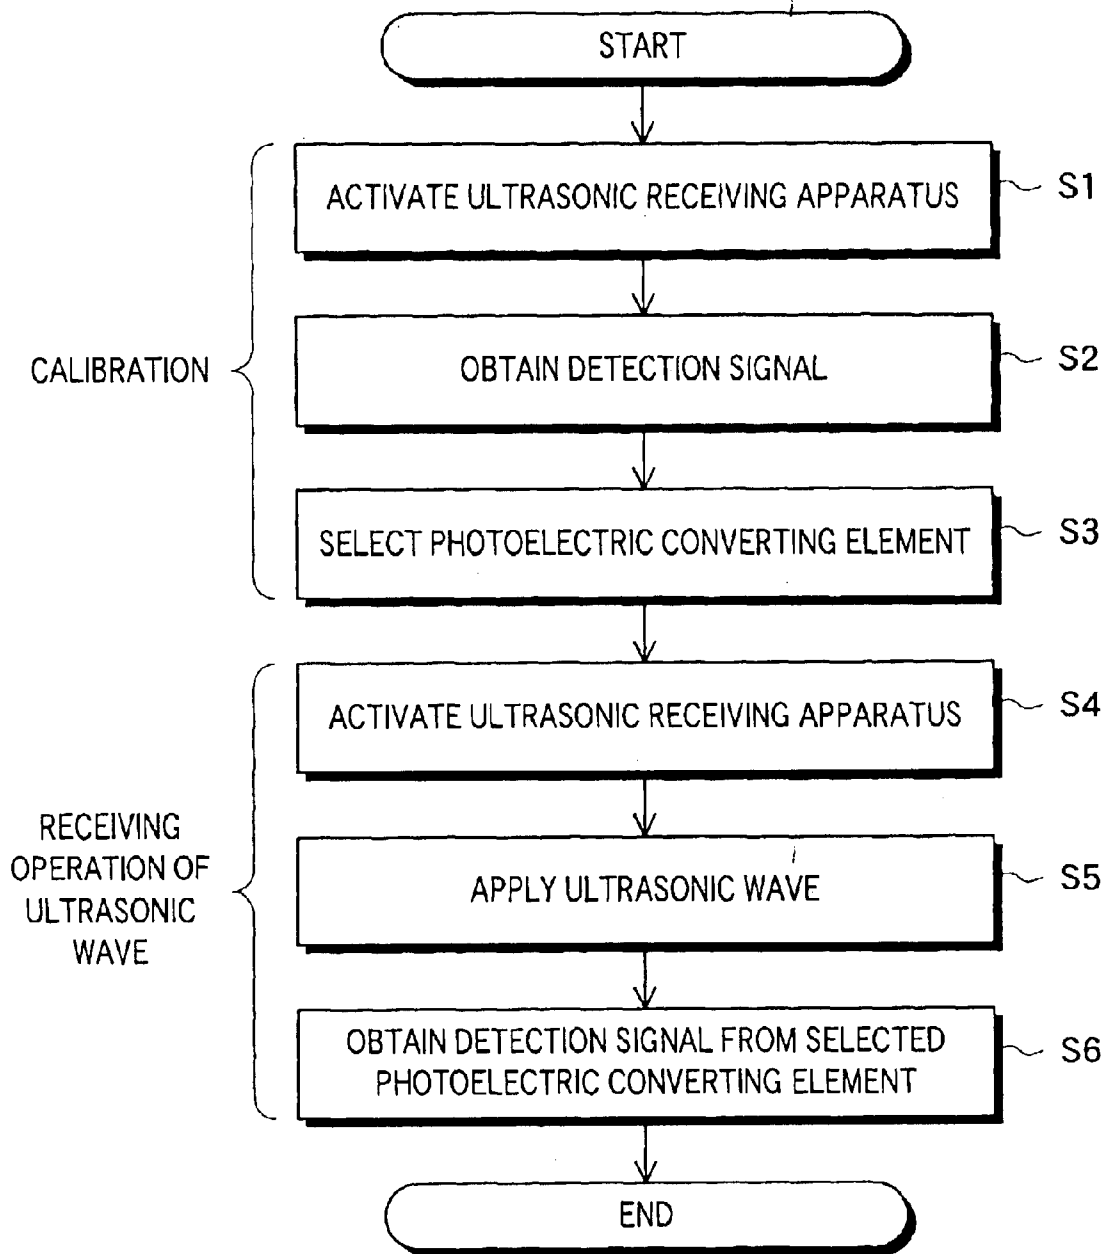 START
ACTIVATE ULTRASONIC RECEIVING APPARATUS
S1
CALIBRATION
OBTAIN DETECTION SIGNAL
S2
SELECT PHOTOELECTRIC CONVERTING ELEMENT
S3
ACTIVATE ULTRASONIC RECEIVING APPARATUS
S4
RECEIVING
OPERATION OF
ULTRASONIC
WAVE
APPLY ULTRASONIC WAVE
S5
OBTAIN DETECTION SIGNAL FROM SELECTED
PHOTOELECTRIC CONVERTING ELEMENT
S6
END